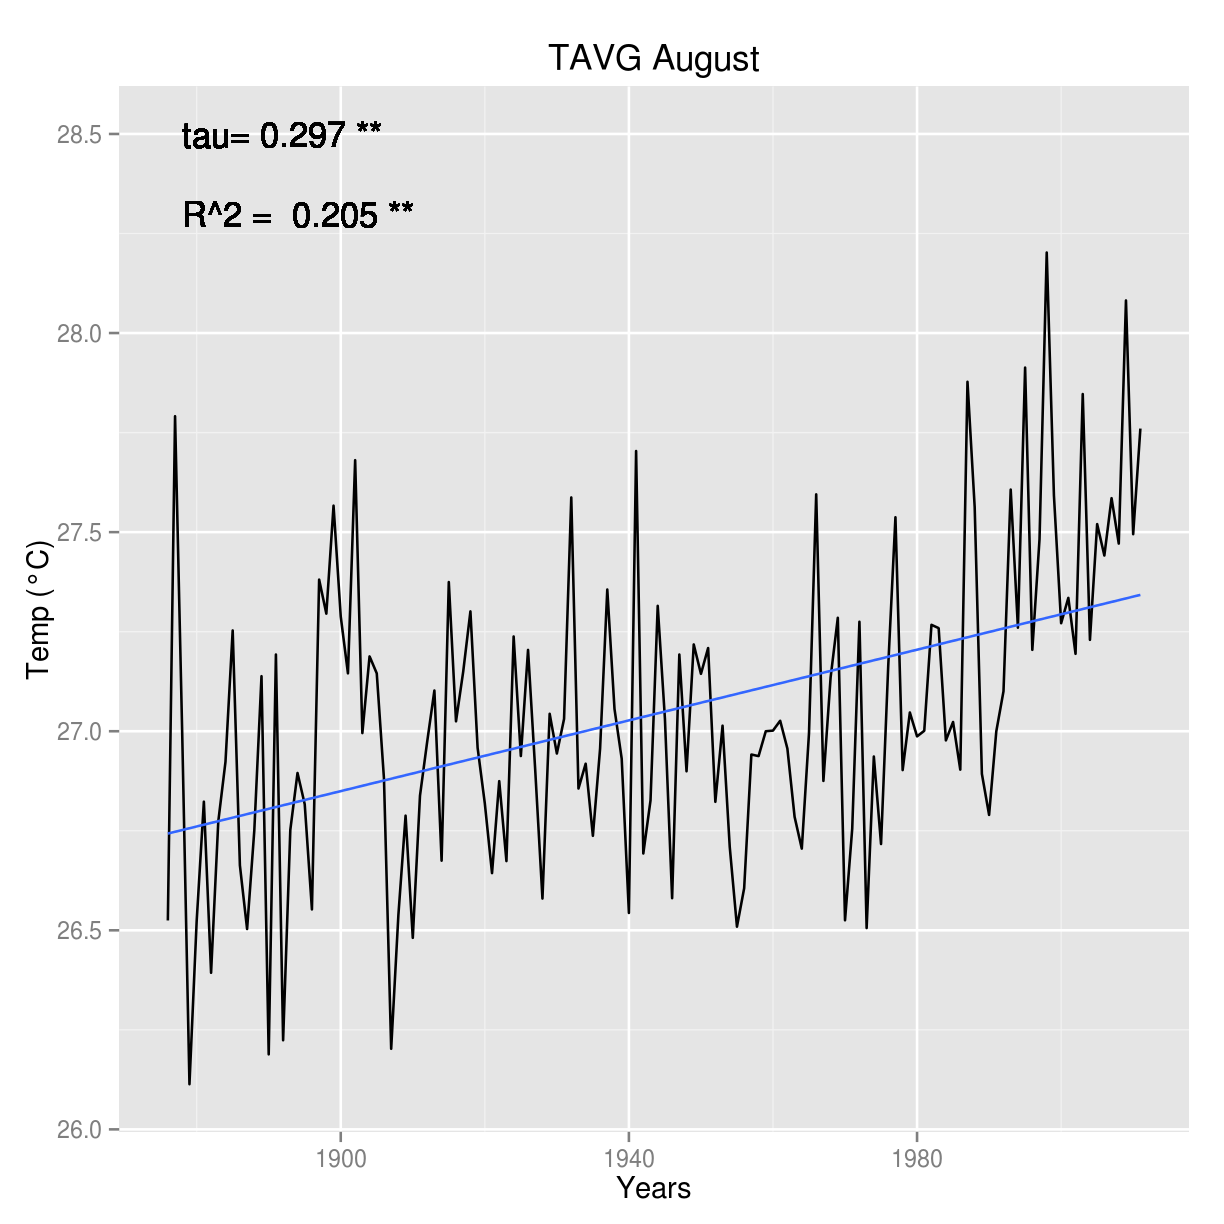 TAVG August
tau= 0.297 **
R^2 =  0.205 **
28.5
28.0
27.5
27.0
26.5
26.0
Temp (°C)
1900 1940 1980
Years